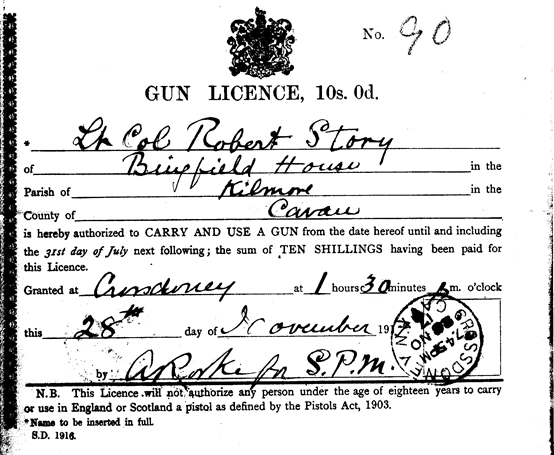 No. 90
GUN LICENCE, 10s. 0d.
* Lt Col Robert Story
of Bingfield House in the
Parish of Kilmore in the
County of Cavan
is hereby authorized to CARRY AND USE A GUN from the date hereof until and including
the 31st day of July next following; the sum of TEN SHILLINGS having been paid for
this Licence.
Granted at Crossdoney at 1 hours 30 minutes p.m. o'clock
this 28th day of November 191
by for S.P.M.
N.B. This Licence will not authorize any person under the age of eighteen years to carry
or use in England or Scotland a pistol as defined by the Pistols Act, 1903.
*Name to be inserted in full.
S.D. 1916.
CROSSDONEY
CAVAN